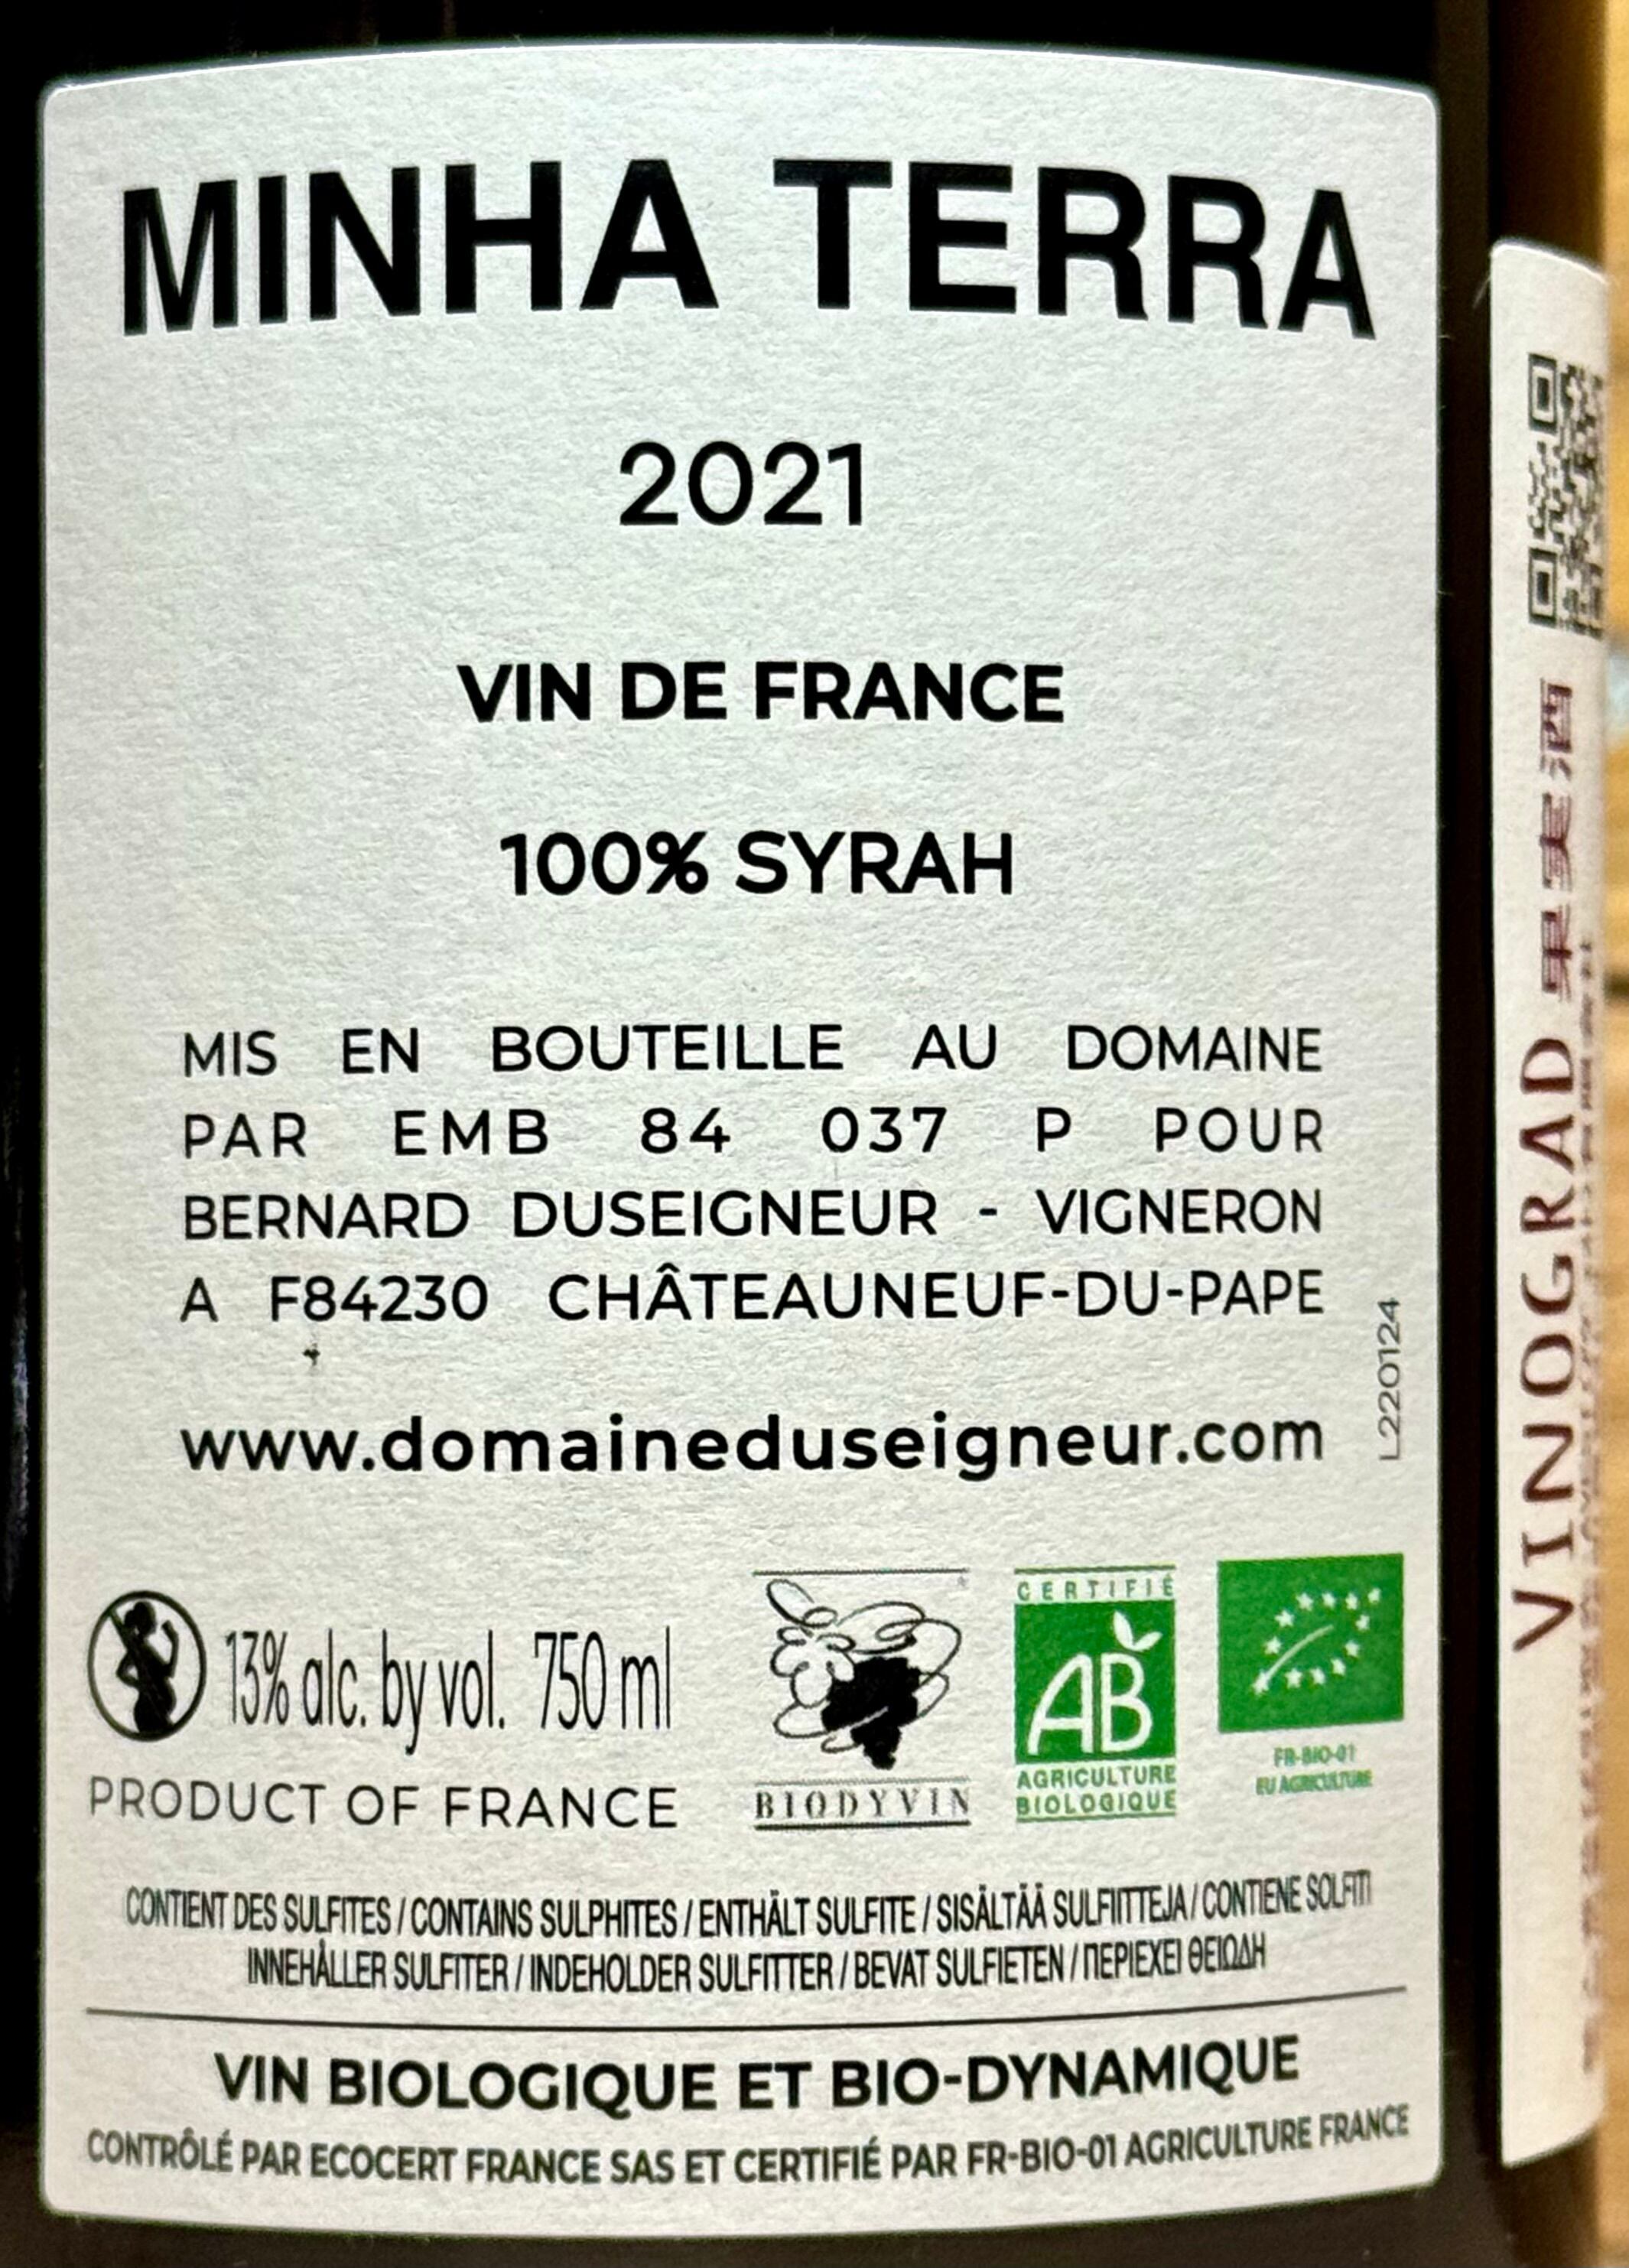 MINHA TERRA
2021
VIN DE FRANCE
100% SYRAH
MIS EN BOUTEILLE AU DOMAINE
PAR EMB 84 037 P POUR
BERNARD DUSEIGNEUR - VIGNERON
A F84230 CHÂTEAUNEUF-DU-PAPE
L220124
www.domaineduseigneur.com
13% alc. by vol. 750 ml
PRODUCT OF FRANCE
BIODYVIN
CERTIFIÉ
AB
AGRICULTURE
BIOLOGIQUE
FR-BIO-01
EU AGRICULTURE
CONTIENT DES SULFITES / CONTAINS SULPHITES / ENTHÄLT SULFITE / SISÄLTÄÄ SULFIITTEJA / CONTIENE SOLFITI
INNEHÅLLER SULFITER / INDEHOLDER SULFITTER / BEVAT SULFIETEN / ΠΕΡΙΕΧΕΙ ΘΕΙΩΔΗ
VIN BIOLOGIQUE ET BIO-DYNAMIQUE
CONTRÔLÉ PAR ECOCERT FRANCE SAS ET CERTIFIÉ PAR FR-BIO-01 AGRICULTURE FRANCE
VINOGRAD 果实酒